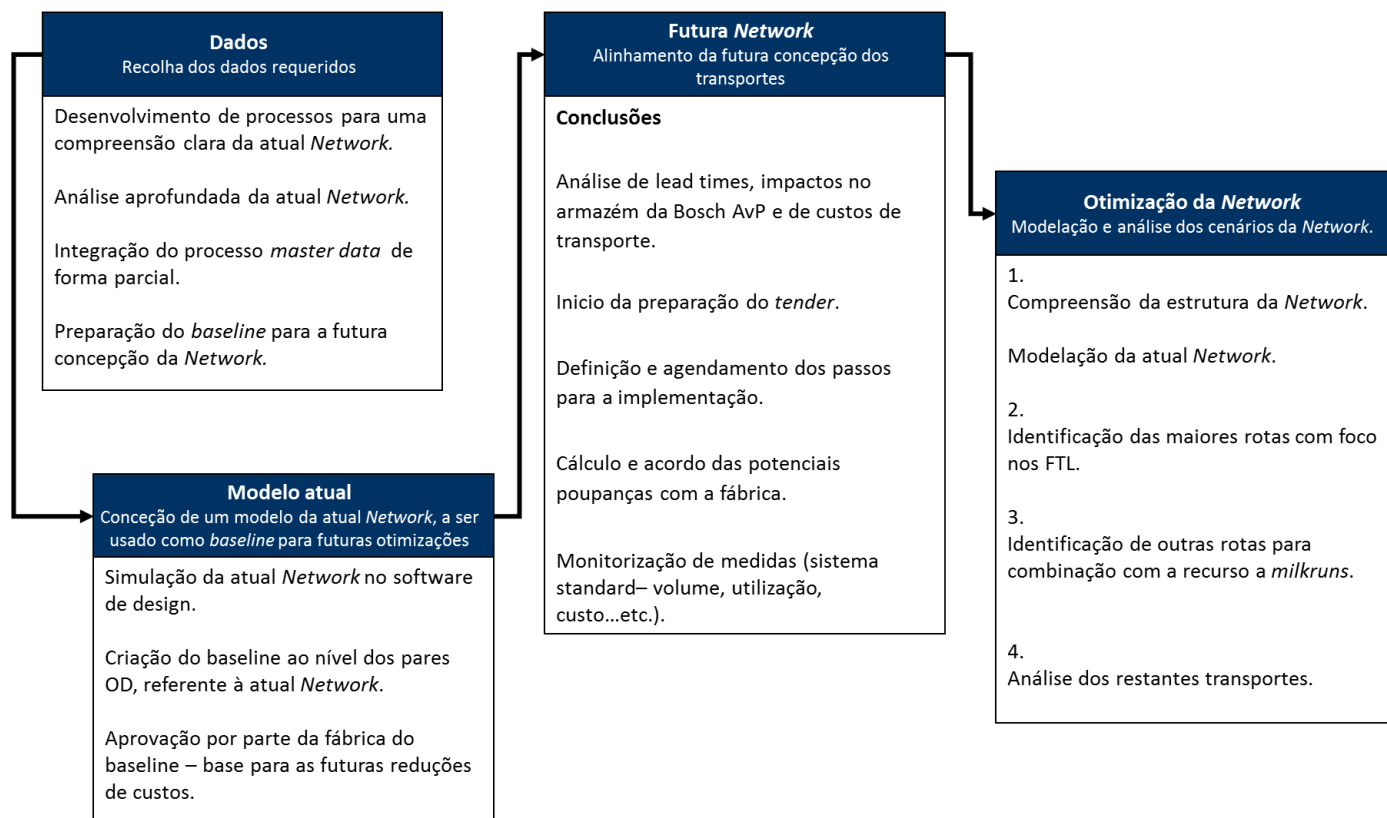 Dados
Recolha dos dados requeridos
Desenvolvimento de processos para uma
compreensão clara da atual Network.
Análise aprofundada da atual Network.
Integração do processo master data de
forma parcial.
Preparação do baseline para a futura
concepção da Network.
Modelo atual
Conceção de um modelo da atual Network, a ser
usado como baseline para futuras otimizações
Simulação da atual Network no software
de design.
Criação do baseline ao nível dos pares
OD, referente à atual Network.
Aprovação por parte da fábrica do
baseline – base para as futuras reduções
de custos.
Futura Network
Alinhamento da futura concepção dos
transportes
Conclusões
Análise de lead times, impactos no
armazém da Bosch AvP e de custos de
transporte.
Inicio da preparação do tender.
Definição e agendamento dos passos
para a implementação.
Cálculo e acordo das potenciais
poupanças com a fábrica.
Monitorização de medidas (sistema
standard– volume, utilização,
custo…etc.).
Otimização da Network
Modelação e análise dos cenários da Network.
1.
Compreensão da estrutura da Network.
Modelação da atual Network.
2.
Identificação das maiores rotas com foco
nos FTL.
3.
Identificação de outras rotas para
combinação com a recurso a milkruns.
4.
Análise dos restantes transportes.